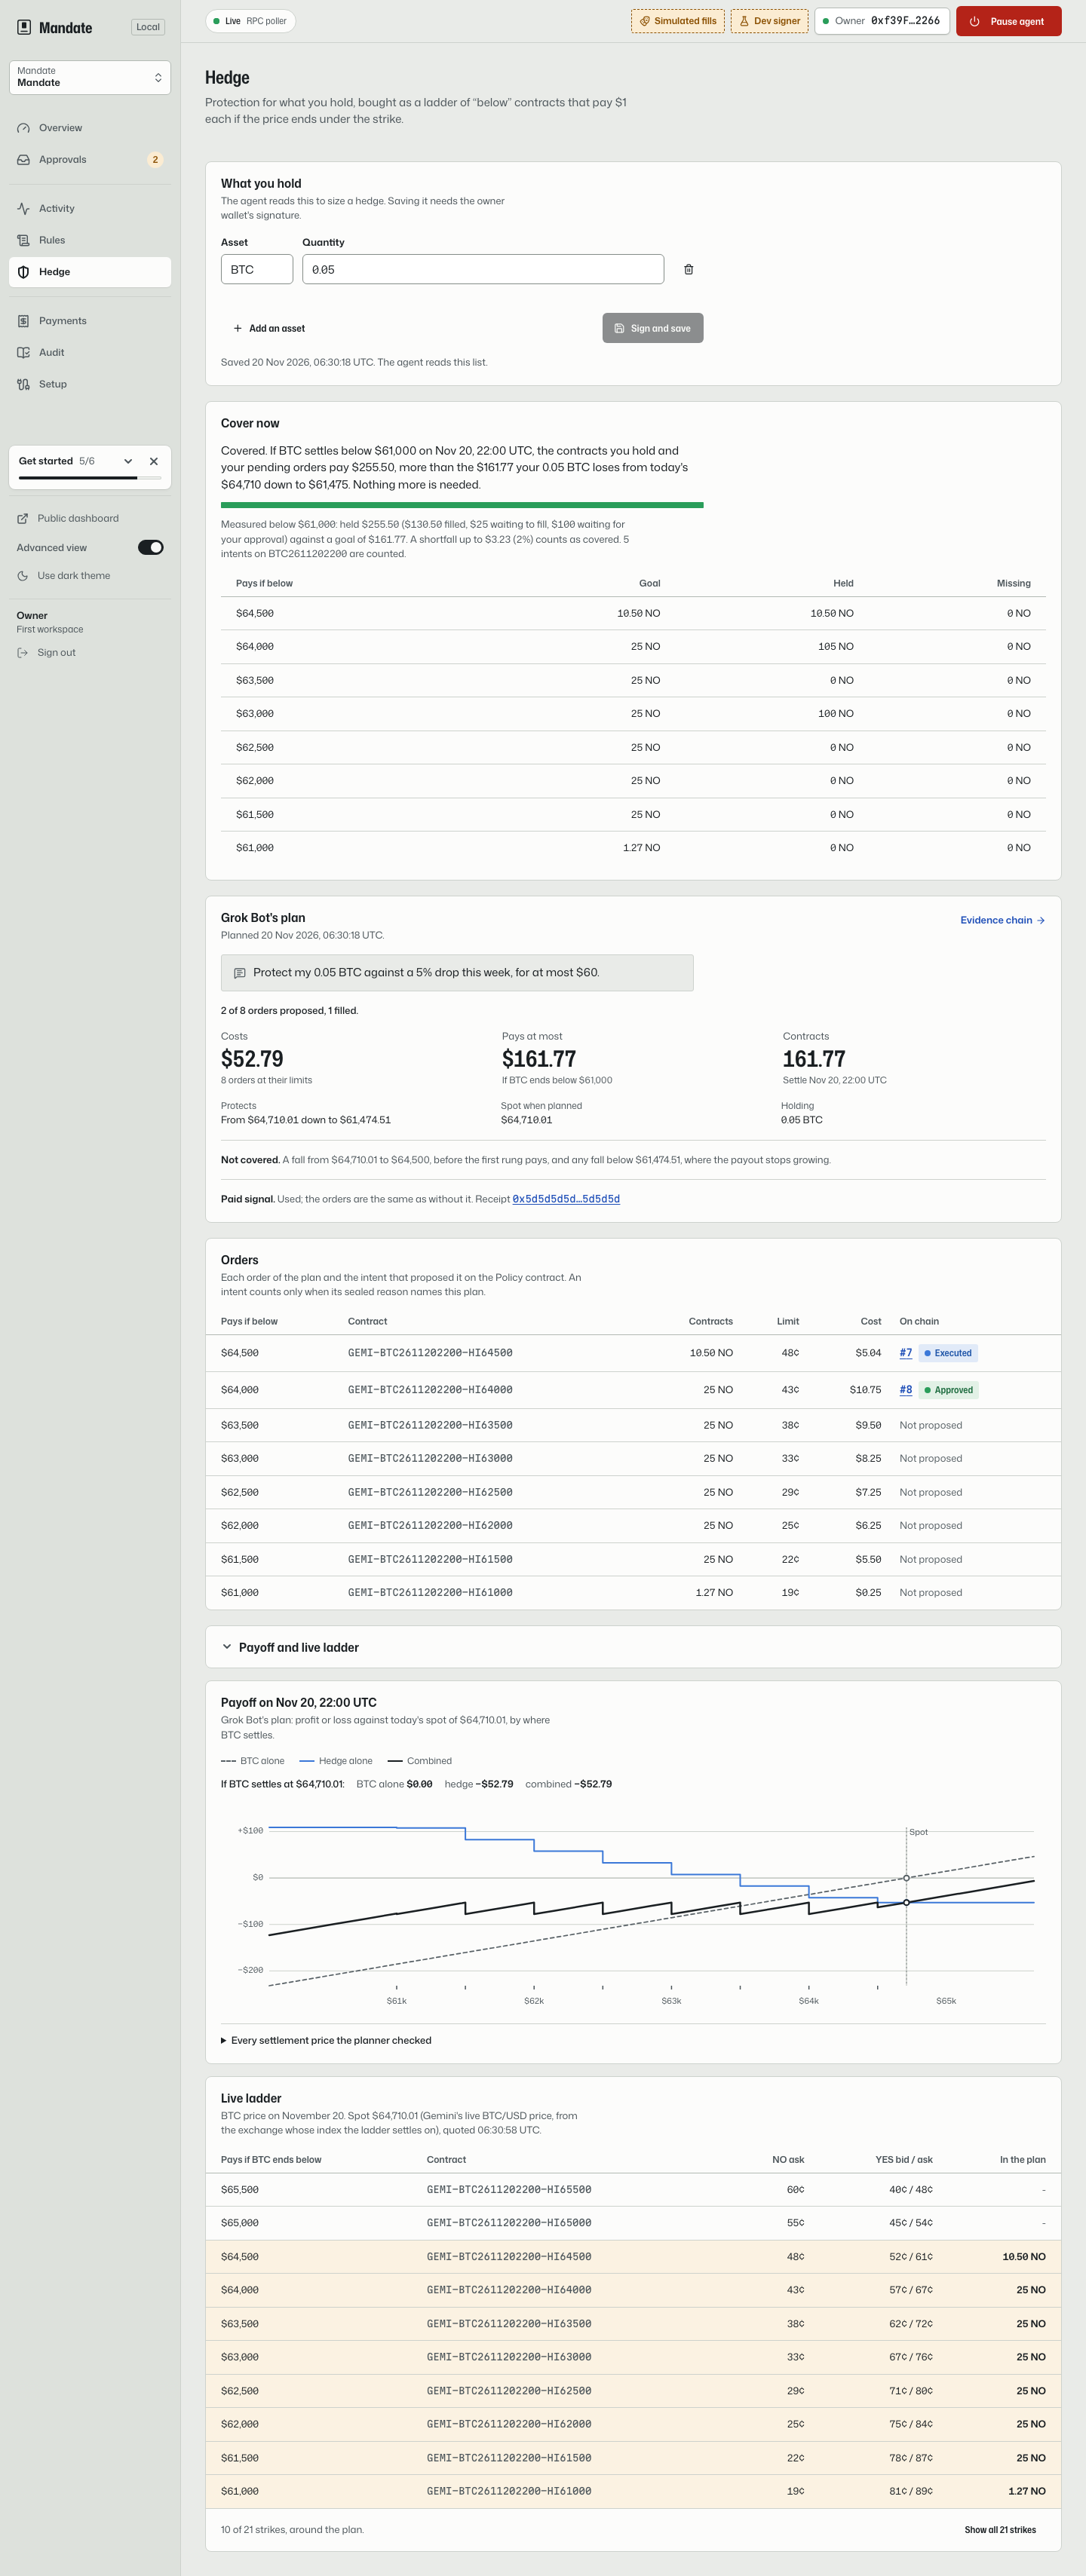 Mandate
Local
Mandate
Mandate
Overview
Approvals 2
Activity
Rules
Hedge
Payments
Audit
Setup
Get started 5/6
Public dashboard
Advanced view
Use dark theme
Owner
First workspace
Sign out
Live RPC poller
Simulated fills
Dev signer
Owner 0xf39F…2266
Pause agent
Hedge
Protection for what you hold, bought as a ladder of “below” contracts that pay $1
each if the price ends under the strike.
What you hold
The agent reads this to size a hedge. Saving it needs the owner
wallet's signature.
Asset Quantity
BTC 0.05
Add an asset
Sign and save
Saved 20 Nov 2026, 06:30:18 UTC. The agent reads this list.
Cover now
Covered. If BTC settles below $61,000 on Nov 20, 22:00 UTC, the contracts you hold and
your pending orders pay $255.50, more than the $161.77 your 0.05 BTC loses from today's
$64,710 down to $61,475. Nothing more is needed.
Measured below $61,000: held $255.50 ($130.50 filled, $25 waiting to fill, $100 waiting for
your approval) against a goal of $161.77. A shortfall up to $3.23 (2%) counts as covered. 5
intents on BTC2611202200 are counted.
Pays if below Goal Held Missing
$64,500 10.50 NO 10.50 NO 0 NO
$64,000 25 NO 105 NO 0 NO
$63,500 25 NO 0 NO 0 NO
$63,000 25 NO 100 NO 0 NO
$62,500 25 NO 0 NO 0 NO
$62,000 25 NO 0 NO 0 NO
$61,500 25 NO 0 NO 0 NO
$61,000 1.27 NO 0 NO 0 NO
Grok Bot's plan
Evidence chain →
Planned 20 Nov 2026, 06:30:18 UTC.
Protect my 0.05 BTC against a 5% drop this week, for at most $60.
2 of 8 orders proposed, 1 filled.
Costs Pays at most Contracts
$52.79 $161.77 161.77
8 orders at their limits If BTC ends below $61,000 Settle Nov 20, 22:00 UTC
Protects Spot when planned Holding
From $64,710.01 down to $61,474.51 $64,710.01 0.05 BTC
Not covered. A fall from $64,710.01 to $64,500, before the first rung pays, and any fall below $61,474.51, where the payout stops growing.
Paid signal. Used; the orders are the same as without it. Receipt 0x5d5d5d5d…5d5d5d
Orders
Each order of the plan and the intent that proposed it on the Policy contract. An
intent counts only when its sealed reason names this plan.
Pays if below Contract Contracts Limit Cost On chain
$64,500 GEMI-BTC2611202200-HI64500 10.50 NO 48¢ $5.04 #7 Executed
$64,000 GEMI-BTC2611202200-HI64000 25 NO 43¢ $10.75 #8 Approved
$63,500 GEMI-BTC2611202200-HI63500 25 NO 38¢ $9.50 Not proposed
$63,000 GEMI-BTC2611202200-HI63000 25 NO 33¢ $8.25 Not proposed
$62,500 GEMI-BTC2611202200-HI62500 25 NO 29¢ $7.25 Not proposed
$62,000 GEMI-BTC2611202200-HI62000 25 NO 25¢ $6.25 Not proposed
$61,500 GEMI-BTC2611202200-HI61500 25 NO 22¢ $5.50 Not proposed
$61,000 GEMI-BTC2611202200-HI61000 1.27 NO 19¢ $0.25 Not proposed
Payoff and live ladder
Payoff on Nov 20, 22:00 UTC
Grok Bot's plan: profit or loss against today's spot of $64,710.01, by where
BTC settles.
BTC alone Hedge alone Combined
If BTC settles at $64,710.01: BTC alone $0.00 hedge −$52.79 combined −$52.79
+$100
Spot
$0
−$100
−$200
$61k $62k $63k $64k $65k
Every settlement price the planner checked
Live ladder
BTC price on November 20. Spot $64,710.01 (Gemini's live BTC/USD price, from
the exchange whose index the ladder settles on), quoted 06:30:58 UTC.
Pays if BTC ends below Contract NO ask YES bid / ask In the plan
$65,500 GEMI-BTC2611202200-HI65500 60¢ 40¢ / 48¢ -
$65,000 GEMI-BTC2611202200-HI65000 55¢ 45¢ / 54¢ -
$64,500 GEMI-BTC2611202200-HI64500 48¢ 52¢ / 61¢ 10.50 NO
$64,000 GEMI-BTC2611202200-HI64000 43¢ 57¢ / 67¢ 25 NO
$63,500 GEMI-BTC2611202200-HI63500 38¢ 62¢ / 72¢ 25 NO
$63,000 GEMI-BTC2611202200-HI63000 33¢ 67¢ / 76¢ 25 NO
$62,500 GEMI-BTC2611202200-HI62500 29¢ 71¢ / 80¢ 25 NO
$62,000 GEMI-BTC2611202200-HI62000 25¢ 75¢ / 84¢ 25 NO
$61,500 GEMI-BTC2611202200-HI61500 22¢ 78¢ / 87¢ 25 NO
$61,000 GEMI-BTC2611202200-HI61000 19¢ 81¢ / 89¢ 1.27 NO
10 of 21 strikes, around the plan.
Show all 21 strikes